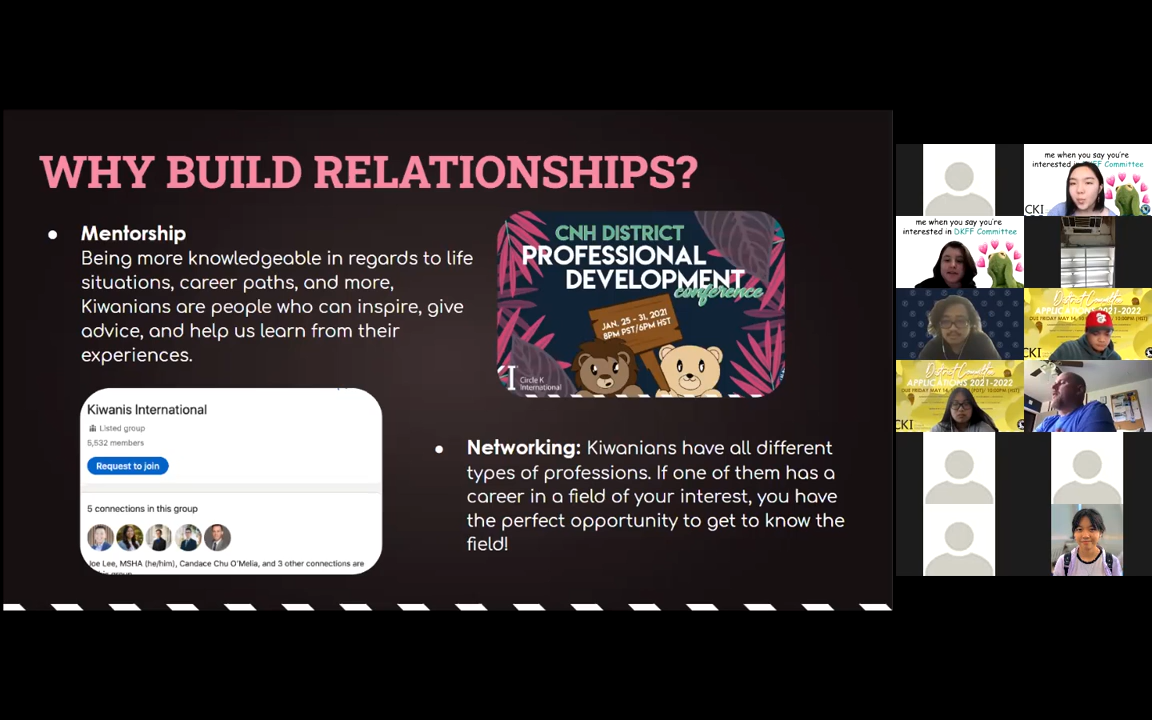 WHY BUILD RELATIONSHIPS?
● Mentorship
Being more knowledgeable in regards to life
situations, career paths, and more,
Kiwanians are people who can inspire, give
advice, and help us learn from their
experiences.
CNH DISTRICT
PROFESSIONAL
DEVELOPMENT
conference
JAN. 25 - 31, 2021
8PM PST/6PM HST
Circle K
International
Kiwanis International
Listed group
5,532 members
Request to join
5 connections in this group
Joe Lee, MSHA (he/him), Candace Chu O'Melia, and 3 other connections are
● Networking: Kiwanians have all different
types of professions. If one of them has a
career in a field of your interest, you have
the perfect opportunity to get to know the
field!
me when you say you're
interested in Committee
CKI
me when you say you're
interested in DKFF Committee
District Committee
APPLICATIONS 2021-2022
District Committee
APPLICATIONS 2021-2022
CKI